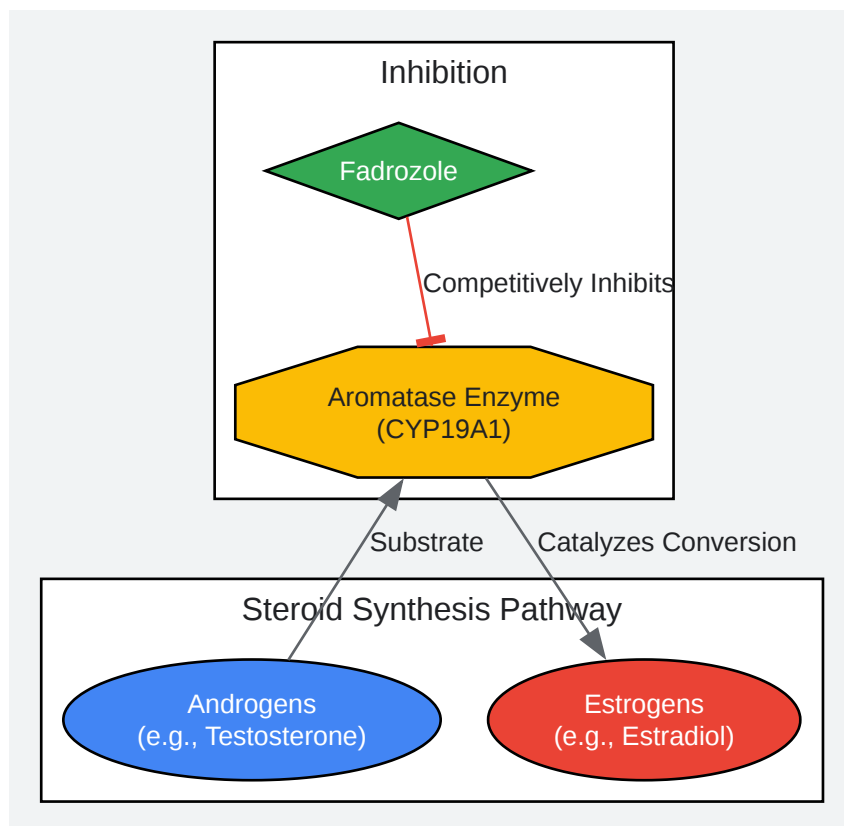 Inhibition
Fadrozole
Competitively Inhibits
Aromatase Enzyme
(CYP19A1)
Substrate
Catalyzes Conversion
Steroid Synthesis Pathway
Androgens
(e.g., Testosterone)
Estrogens
(e.g., Estradiol)